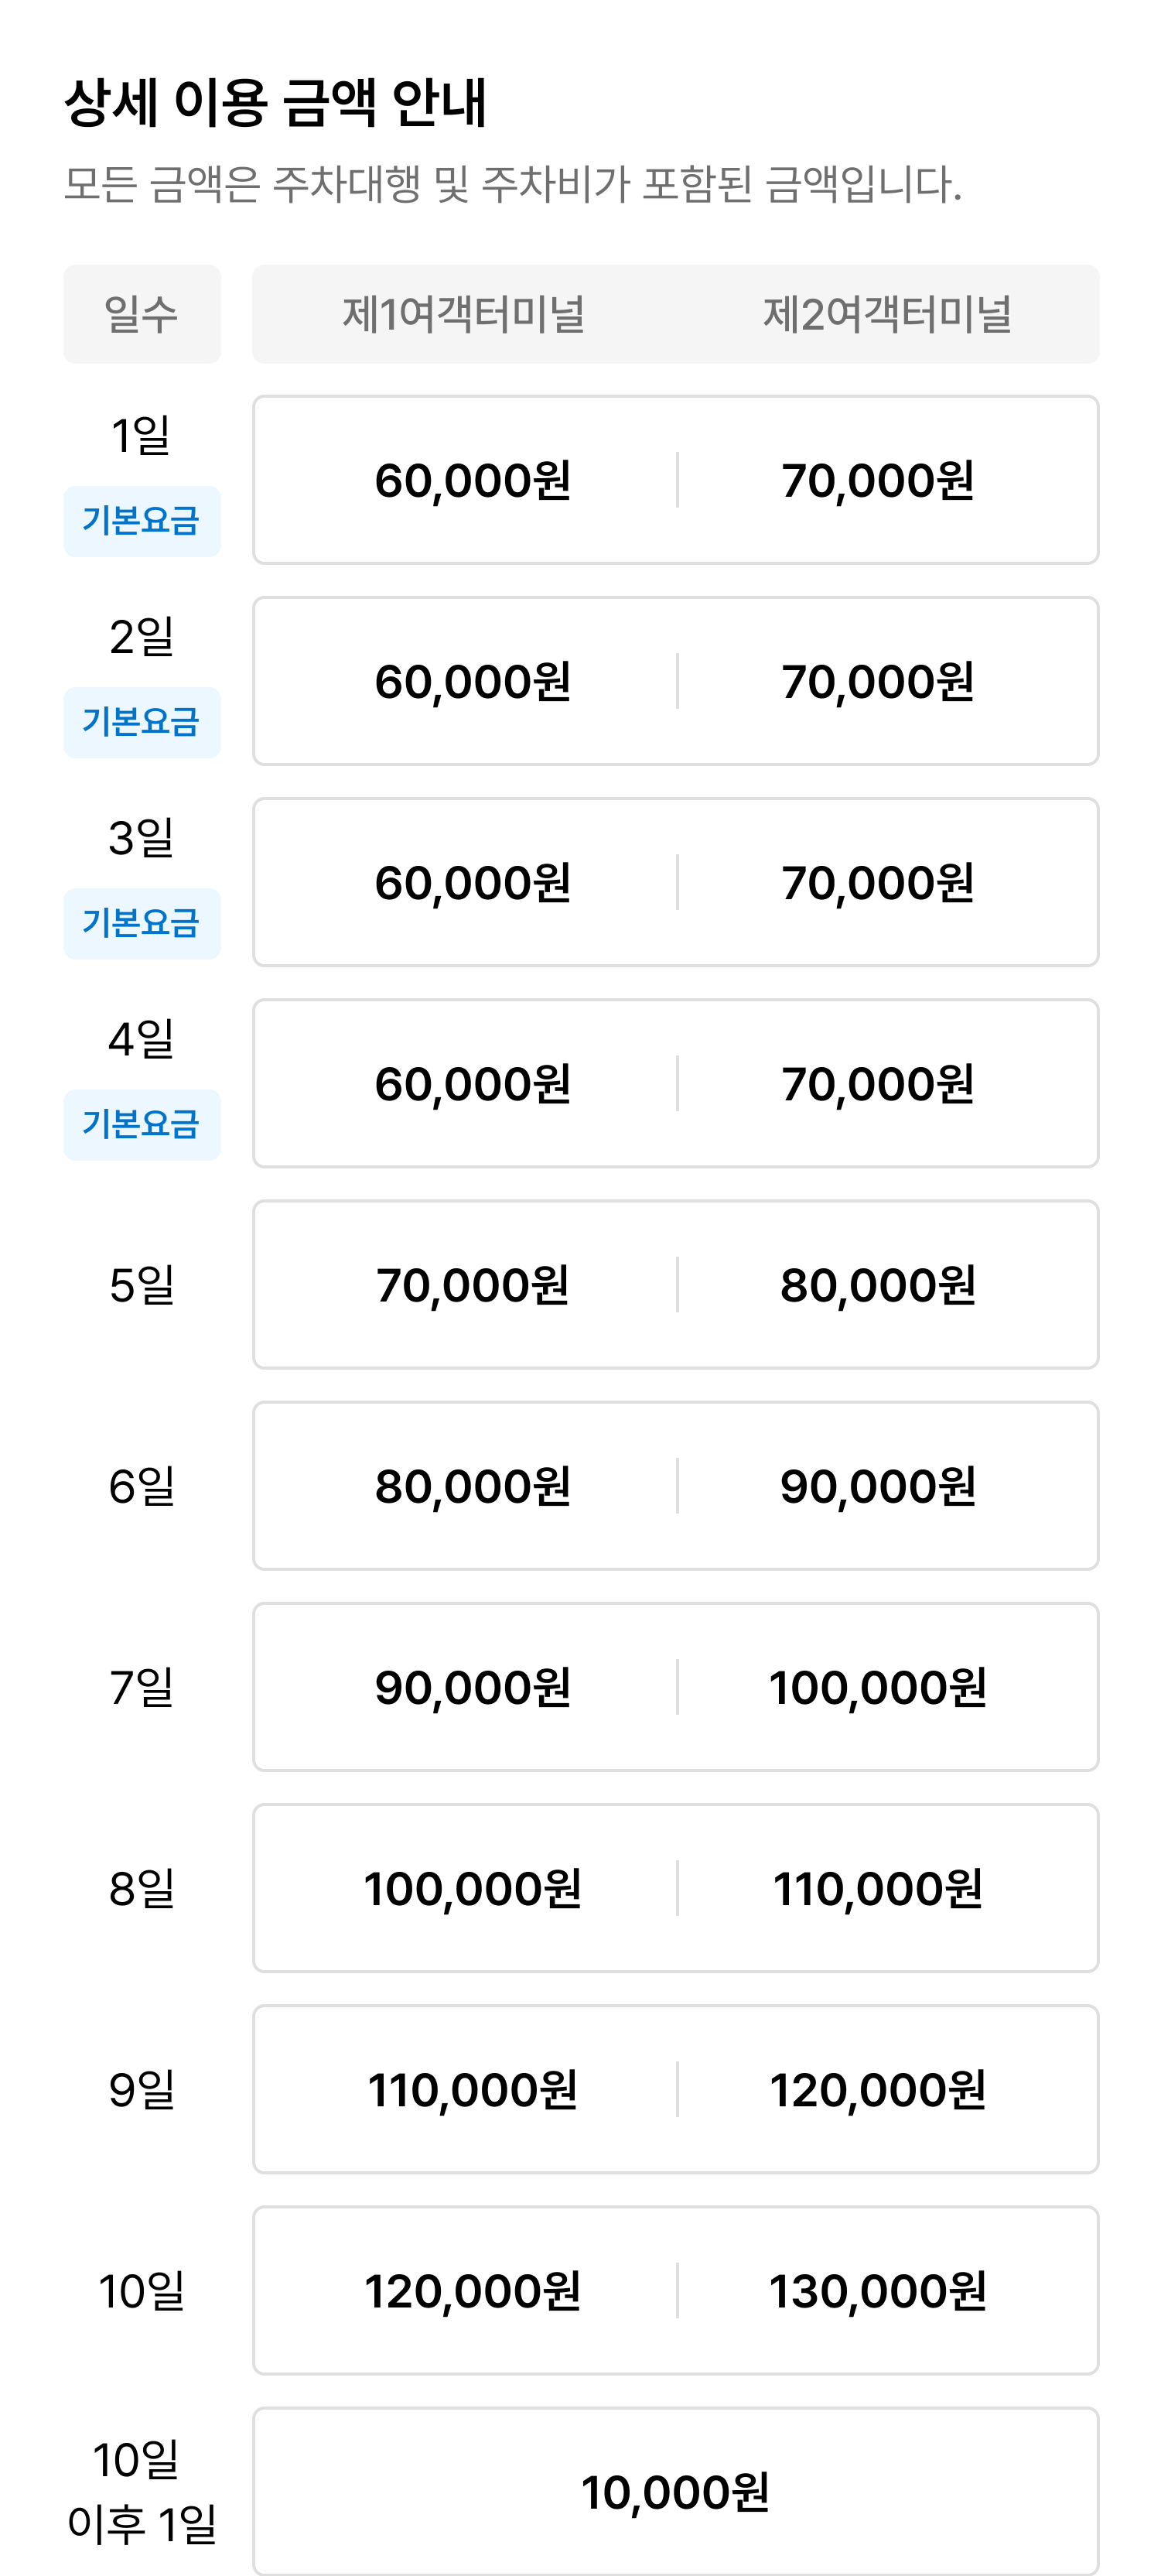 상세 이용 금액 안내
모든 금액은 주차대행 및 주차비가 포함된 금액입니다.
일수 제1여객터미널 제2여객터미널
1일
기본요금
60,000원 70,000원
2일
기본요금
60,000원 70,000원
3일
기본요금
60,000원 70,000원
4일
기본요금
60,000원 70,000원
5일 70,000원 80,000원
6일 80,000원 90,000원
7일 90,000원 100,000원
8일 100,000원 110,000원
9일 110,000원 120,000원
10일 120,000원 130,000원
10일
이후 1일
10,000원